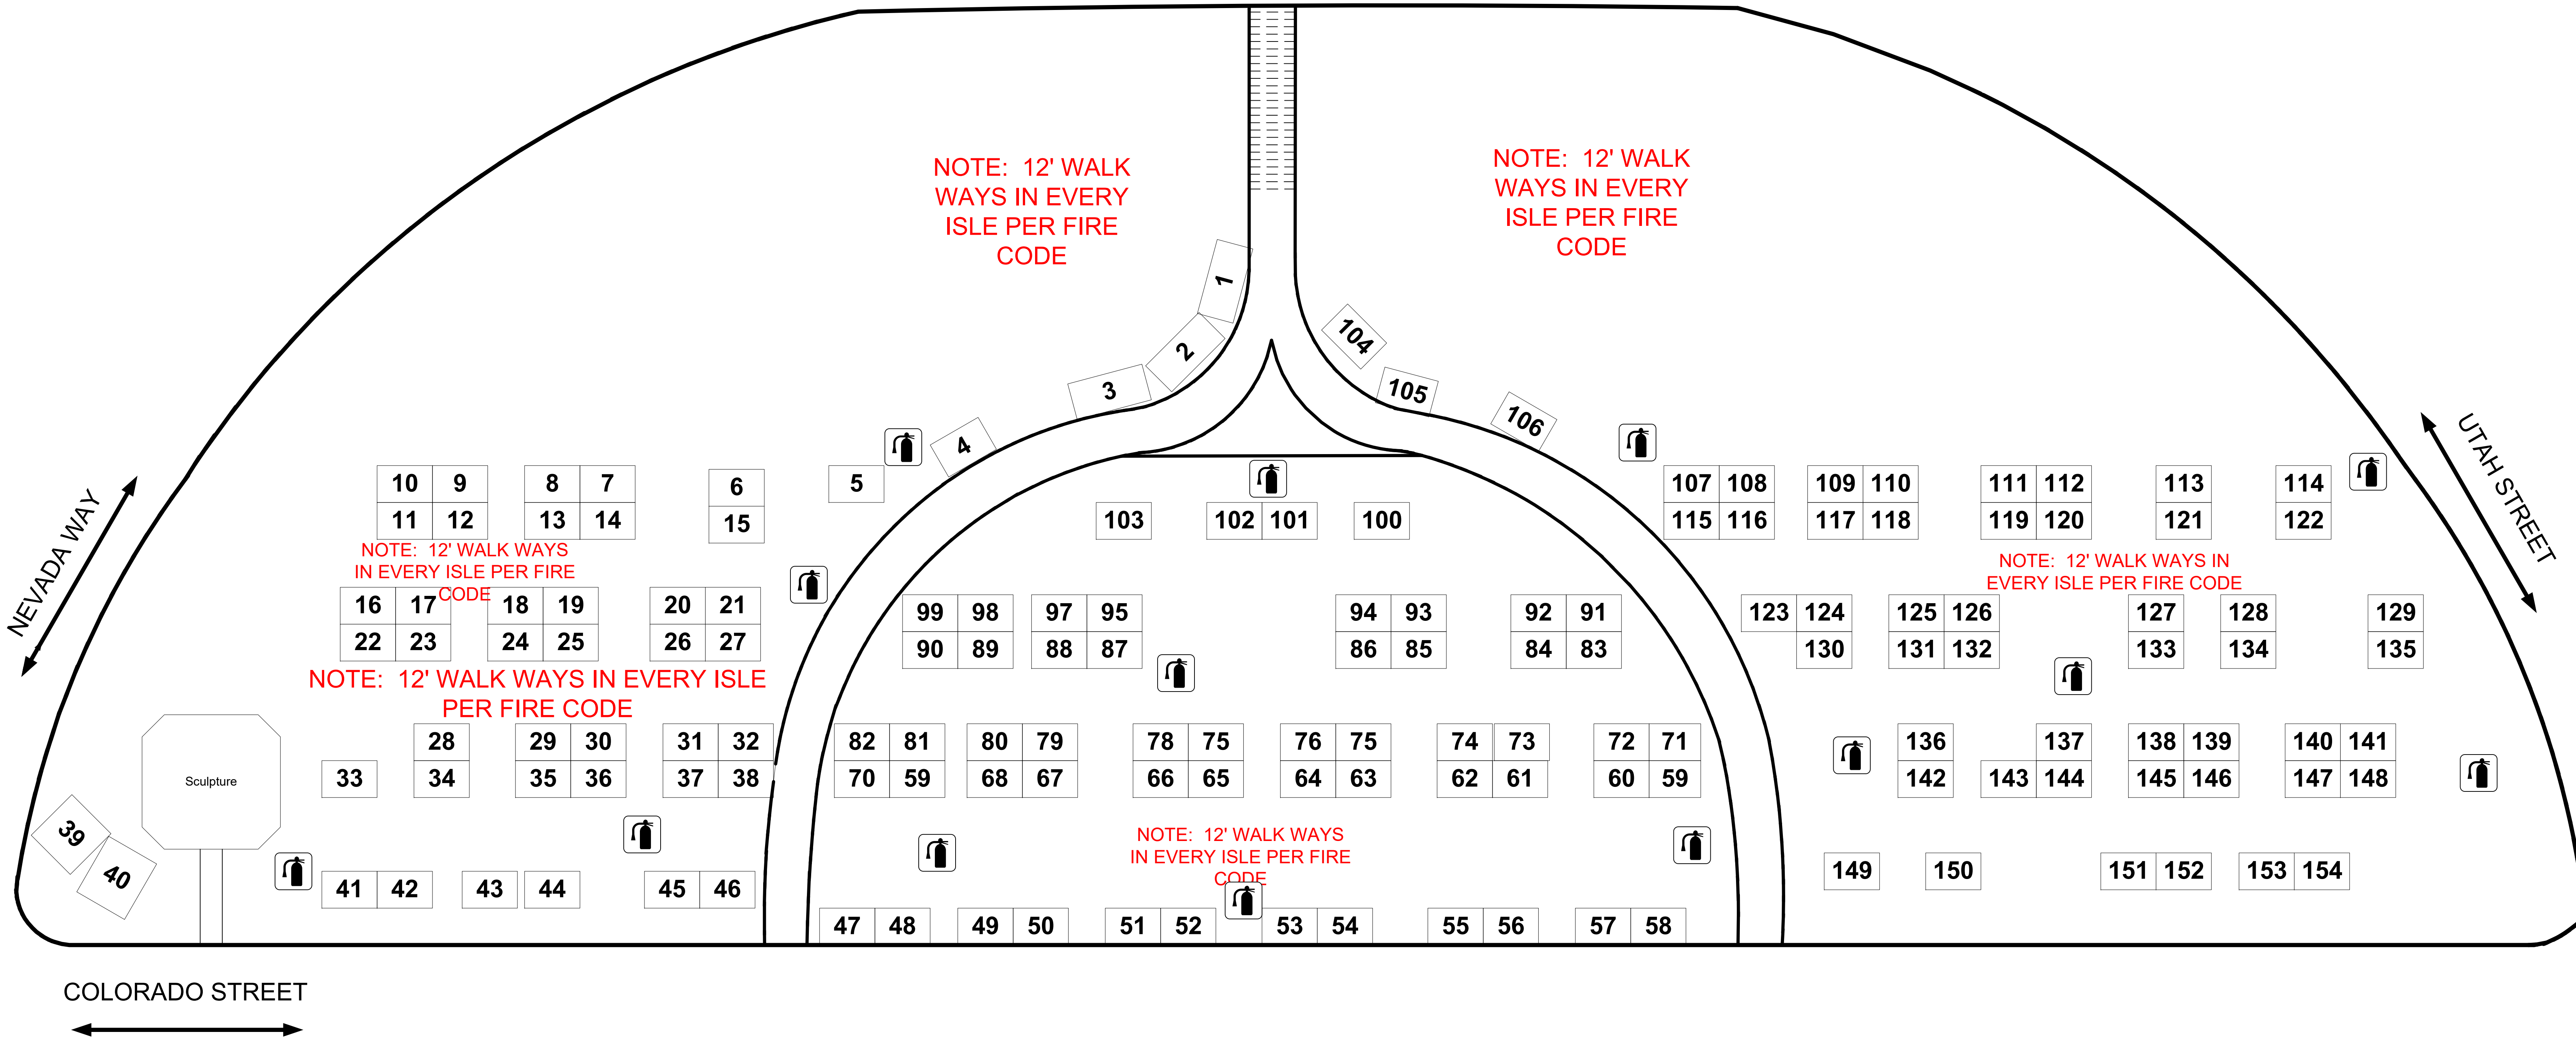 NOTE: 12' WALK
WAYS IN EVERY
ISLE PER FIRE
CODE
NOTE: 12' WALK
WAYS IN EVERY
ISLE PER FIRE
CODE
1
2
3
4
104
105
106
10 9 8 7 6 5
11 12 13 14 15
103 102 101 100
107 108 109 110 111 112 113 114
115 116 117 118 119 120 121 122
NEVADA WAY
UTAH STREET
NOTE: 12' WALK WAYS
IN EVERY ISLE PER FIRE
CODE
NOTE: 12' WALK WAYS IN
EVERY ISLE PER FIRE CODE
16 17 18 19 20 21
22 23 24 25 26 27
99 98 97 95 94 93 92 91
90 89 88 87 86 85 84 83
123 124 125 126 127 128 129
130 131 132 133 134 135
NOTE: 12' WALK WAYS IN EVERY ISLE
PER FIRE CODE
28 29 30 31 32
33 34 35 36 37 38
82 81 80 79 78 75 76 75 74 73 72 71
70 59 68 67 66 65 64 63 62 61 60 59
136 137 138 139 140 141
142 143 144 145 146 147 148
Sculpture
39
40
NOTE: 12' WALK WAYS
IN EVERY ISLE PER FIRE
CODE
41 42 43 44 45 46
149 150 151 152 153 154
47 48 49 50 51 52 53 54 55 56 57 58
COLORADO STREET